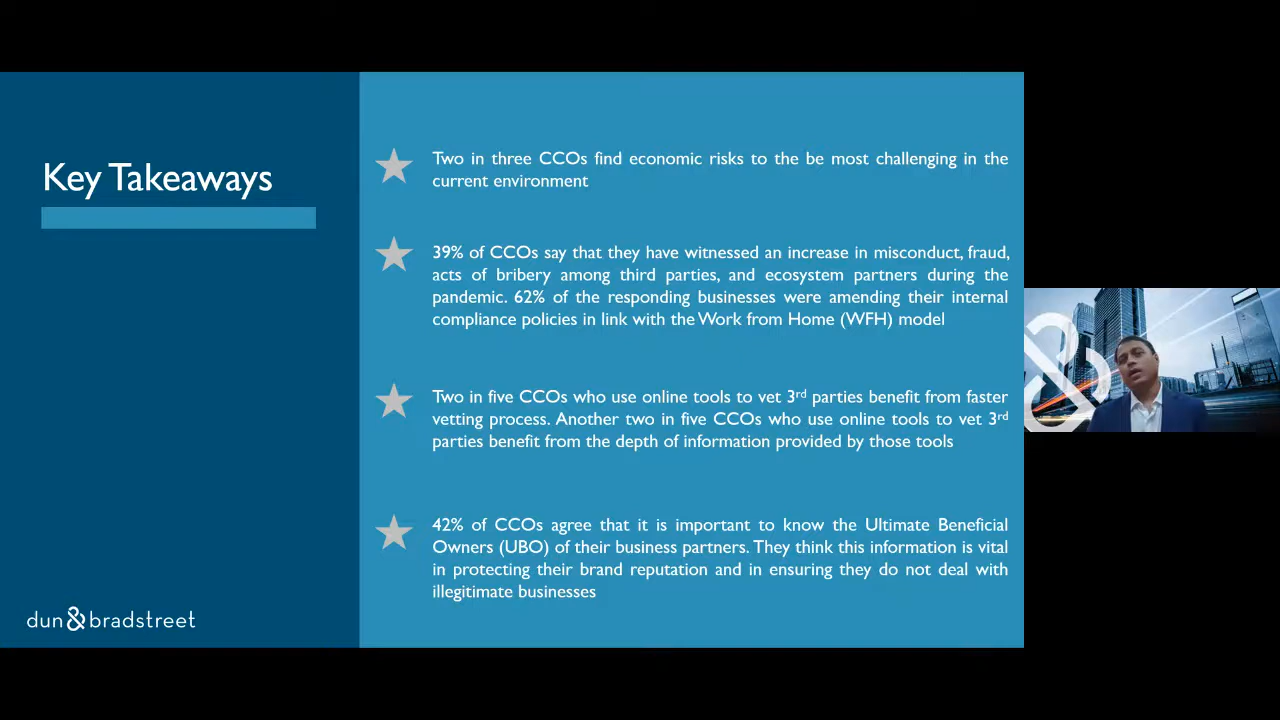 Key Takeaways
Two in three CCOs find economic risks to the be most challenging in the
current environment
39% of CCOs say that they have witnessed an increase in misconduct, fraud,
acts of bribery among third parties, and ecosystem partners during the
pandemic. 62% of the responding businesses were amending their internal
compliance policies in link with the Work from Home (WFH) model
Two in five CCOs who use online tools to vet 3rd parties benefit from faster
vetting process. Another two in five CCOs who use online tools to vet 3rd
parties benefit from the depth of information provided by those tools
42% of CCOs agree that it is important to know the Ultimate Beneficial
Owners (UBO) of their business partners. They think this information is vital
in protecting their brand reputation and in ensuring they do not deal with
illegitimate businesses
dun & bradstreet
&